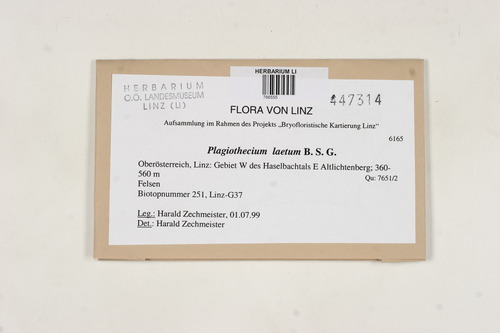 HERBARIUM LI
HERBARIUM
O.Ö. LANDESMUSEUM
LINZ (LI)
447314
FLORA VON LINZ
Aufsammlung im Rahmen des Projekts „Bryofloristische Kartierung Linz“
6165
Plagiothecium laetum B. S. G.
Oberösterreich, Linz: Gebiet W des Haselbachtals E Altlichtenberg; 360-
560 m Qu: 7651/2
Felsen
Biotopnummer 251, Linz-G37
Leg.: Harald Zechmeister, 01.07.99
Det.: Harald Zechmeister